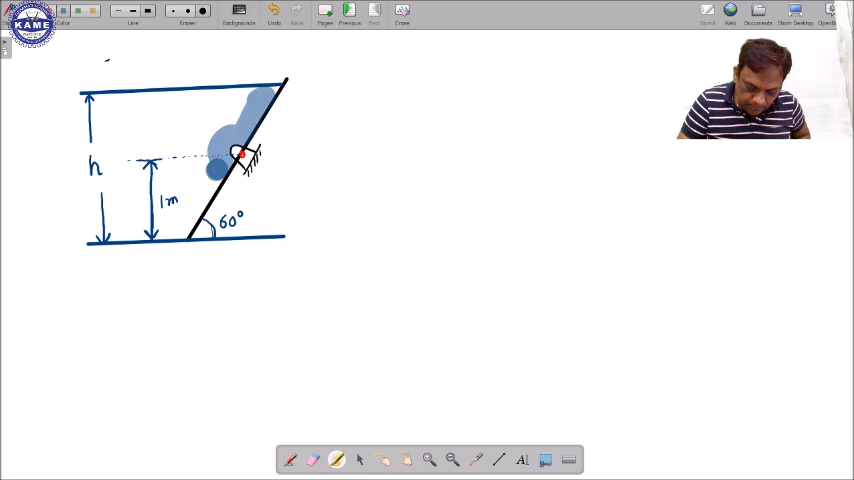 KAME
Color
Line
Eraser
Backgrounds
Undo
Redo
Pages
Previous
Next
Erase
Board
Web
Documents
Show Desktop
h
1m
60°
A